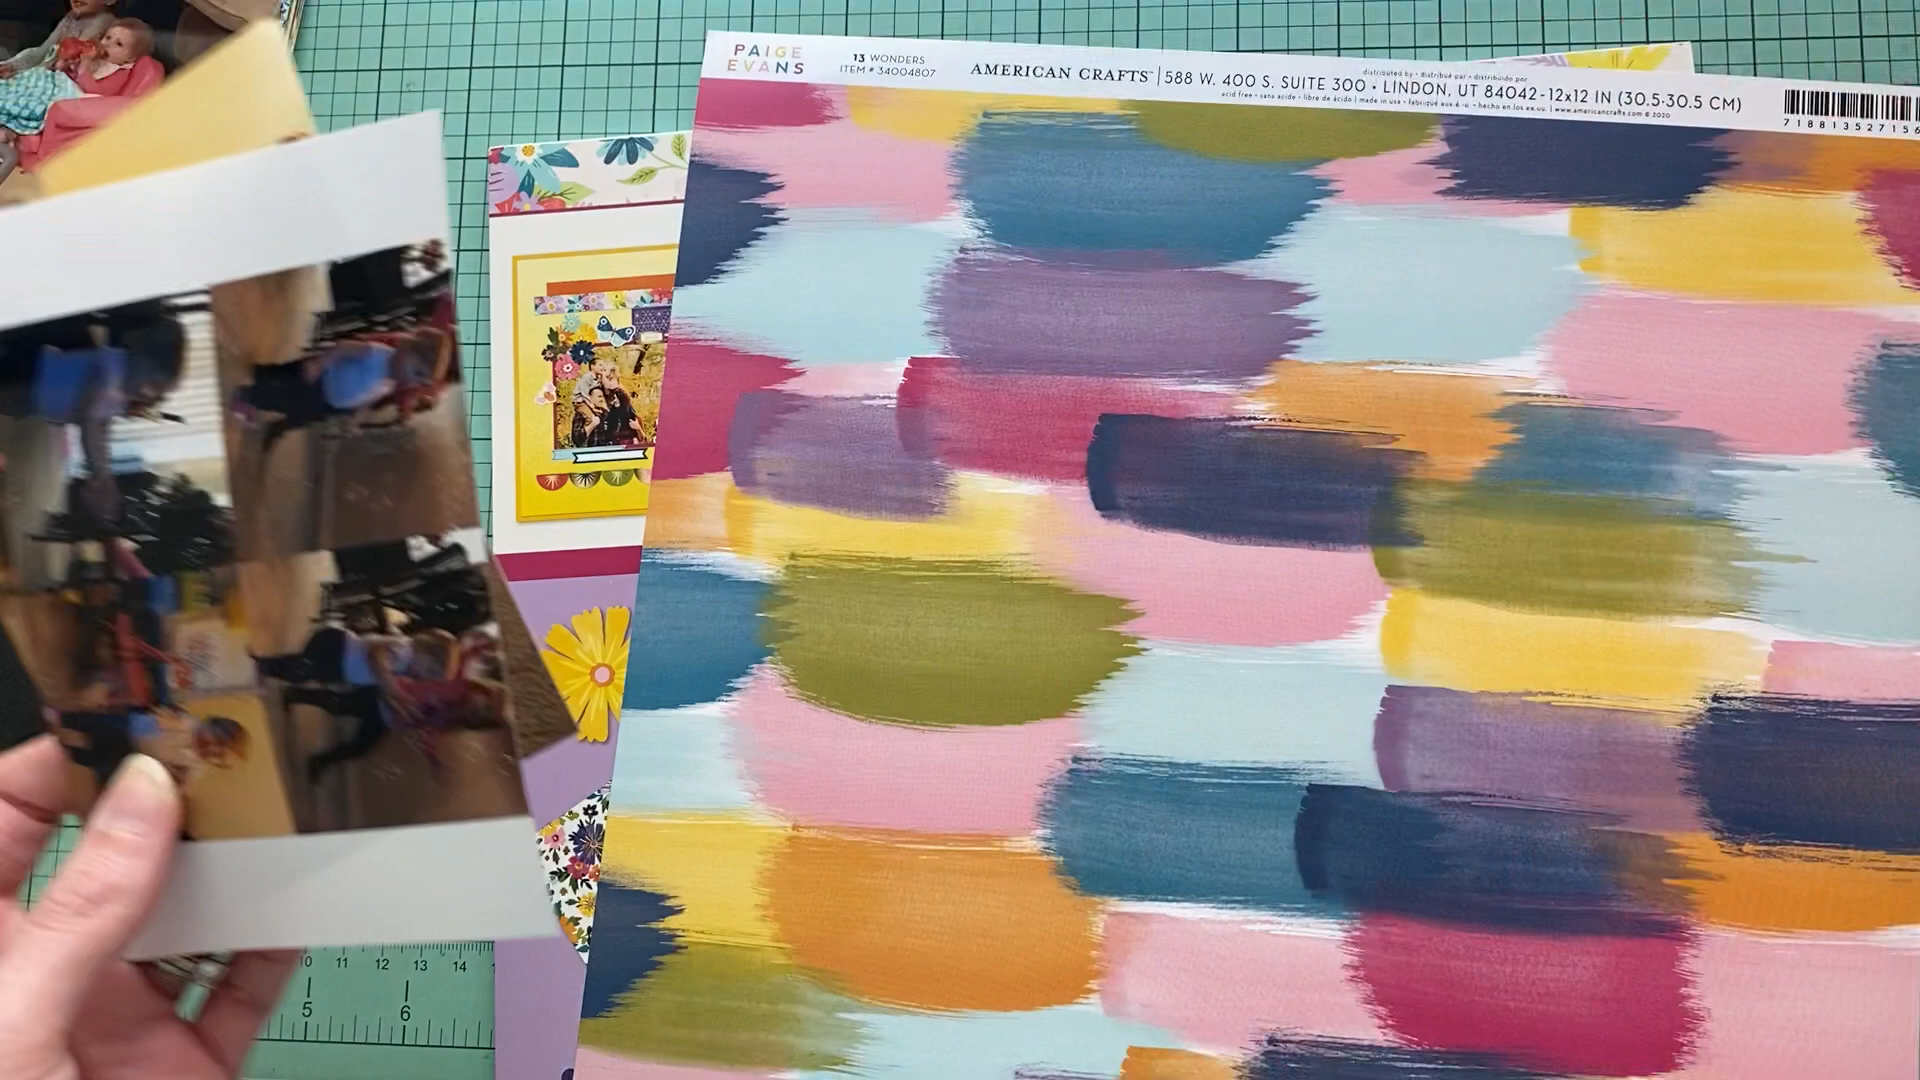 PAIGE
EVANS
13 WONDERS
ITEM # 34004807
AMERICAN CRAFTS™ | 588 W. 400 S. SUITE 300 • LINDON, UT 84042 - 12x12 IN (30.5·30.5 CM)
distributed by • distribué par • distribuido por
acid free • sans acide • libre de ácido | made in usa • fabriqué aux é.-u. • hecho en los ee.uu. | www.americancrafts.com © 2020
7 18813 52715 6
10 11 12 13 14
5 6